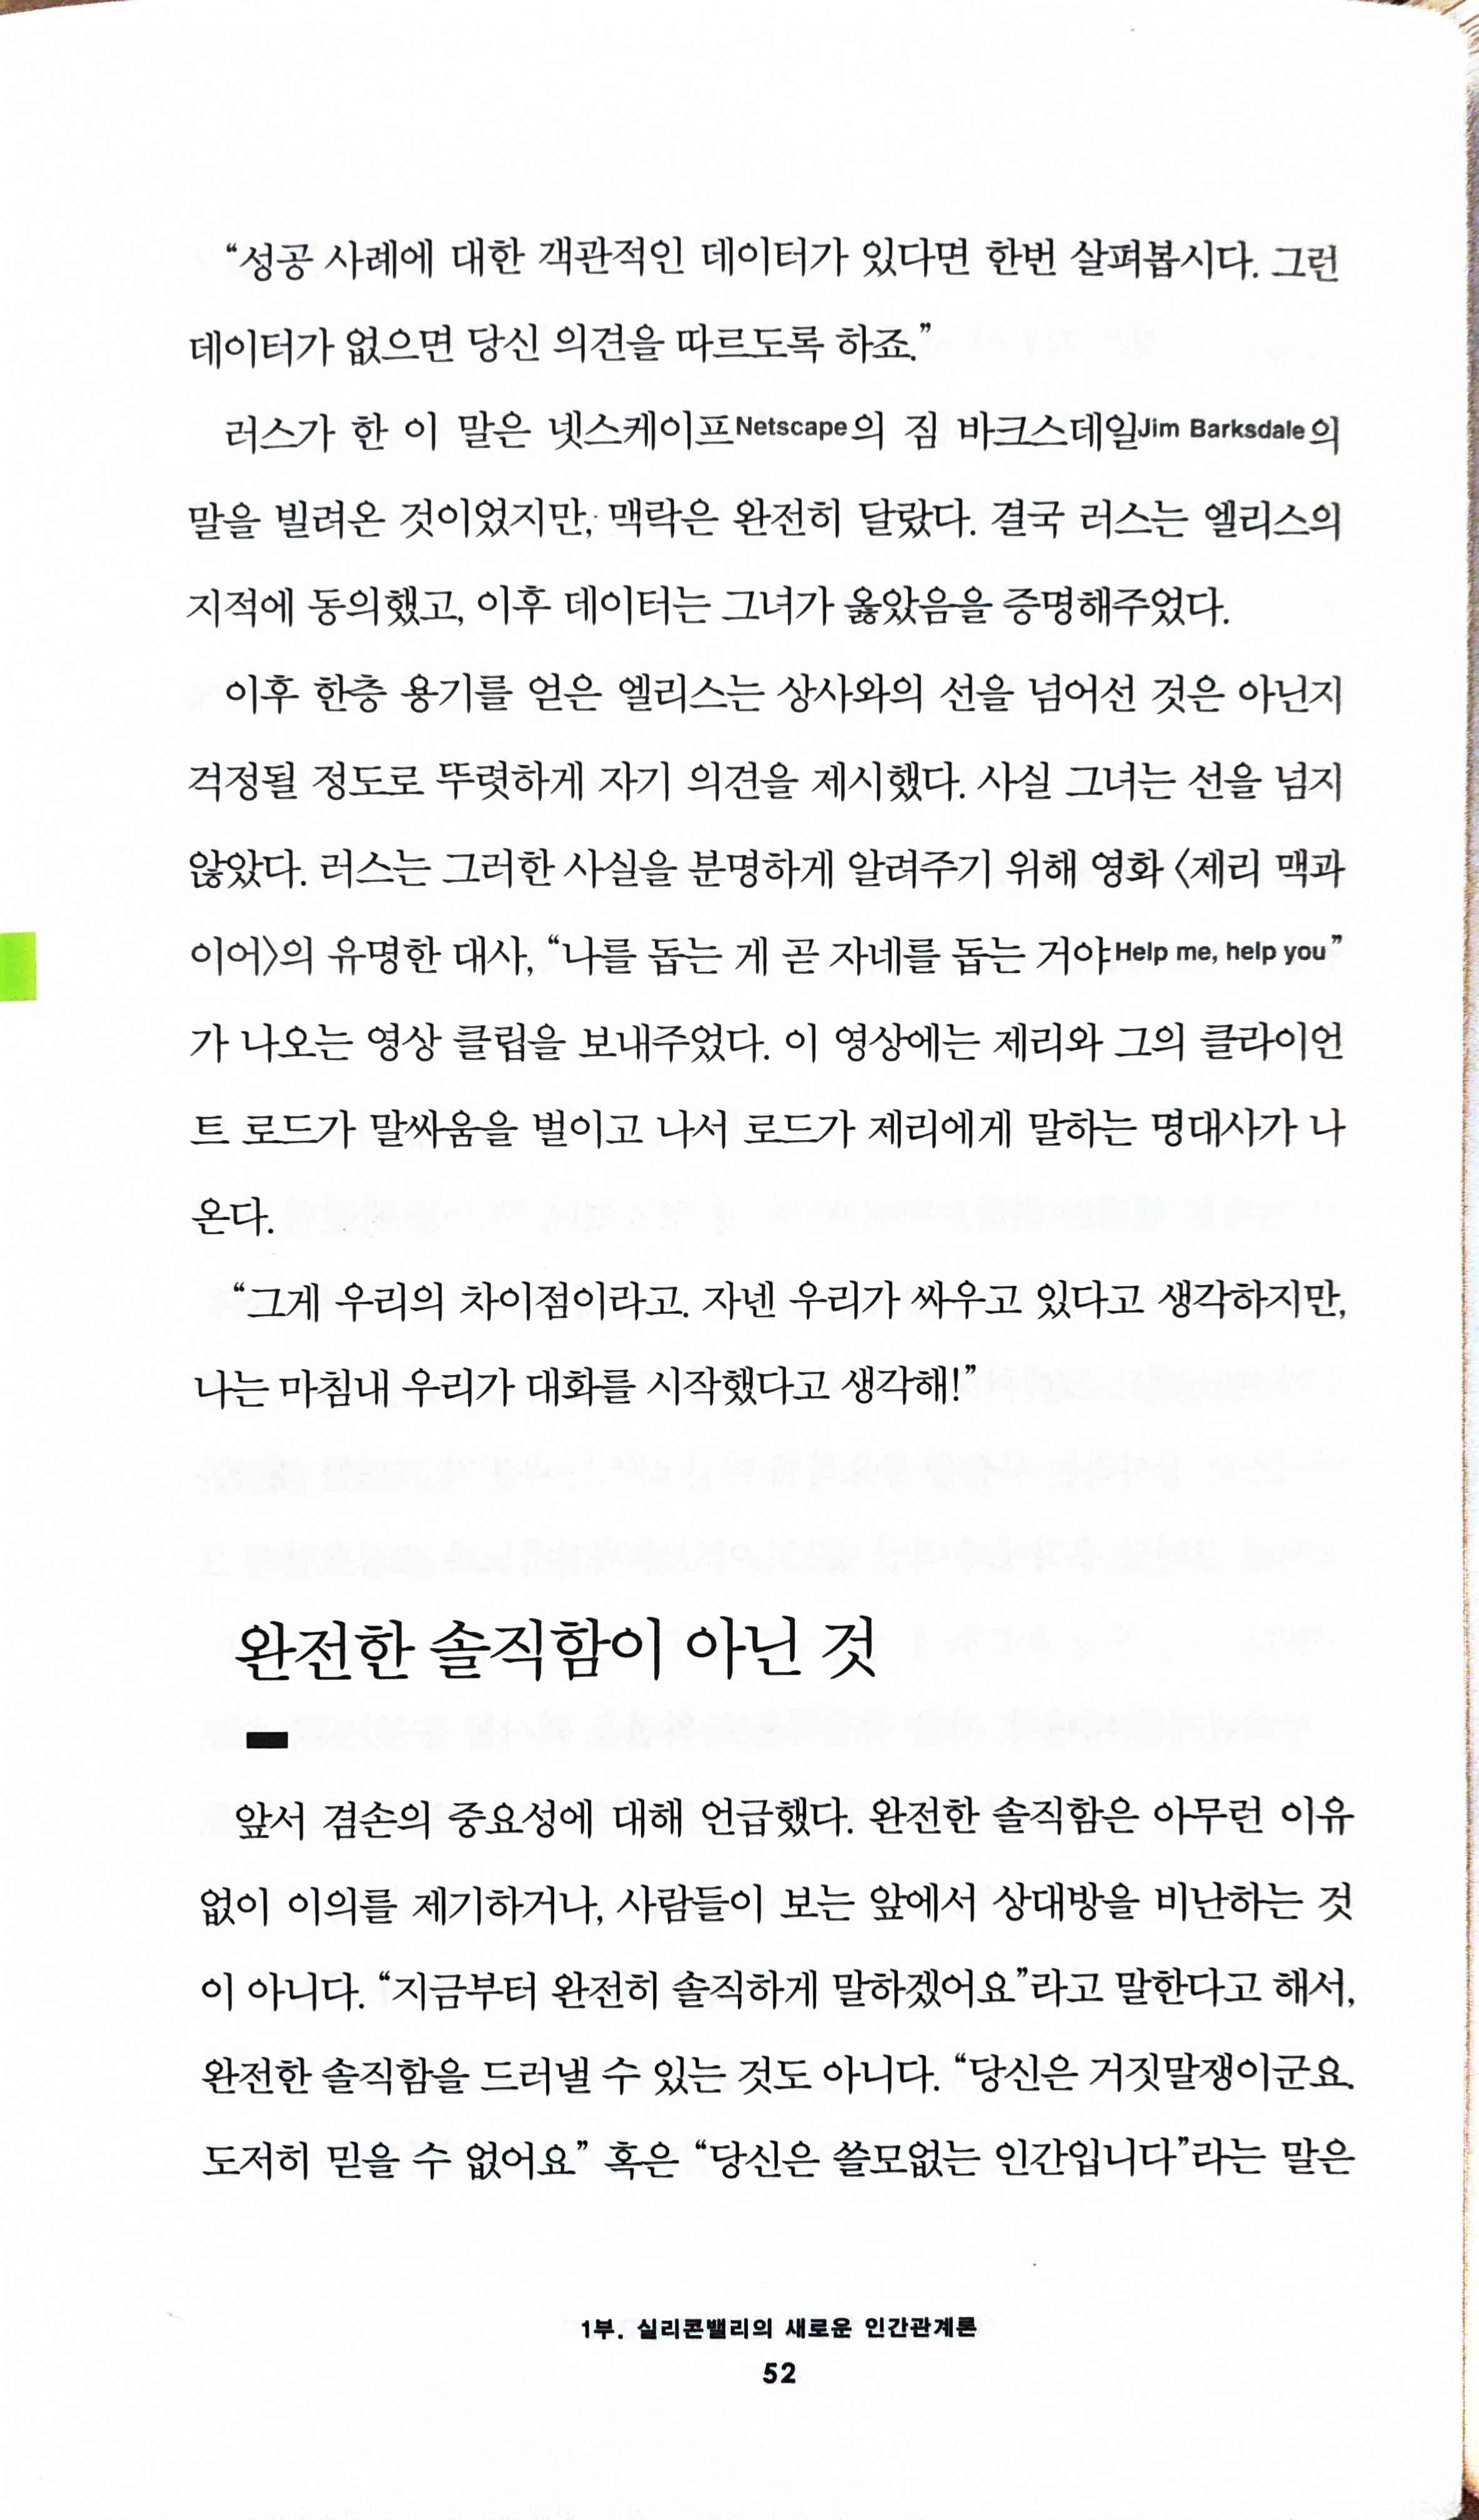 “성공 사례에 대한 객관적인 데이터가 있다면 한번 살펴봅시다. 그런
데이터가 없으면 당신 의견을 따르도록 하죠.”
러스가 한 이 말은 넷스케이프Netscape의 짐 바크스데일Jim Barksdale의
말을 빌려온 것이었지만, 맥락은 완전히 달랐다. 결국 러스는 엘리스의
지적에 동의했고, 이후 데이터는 그녀가 옳았음을 증명해주었다.
이후 한층 용기를 얻은 엘리스는 상사와의 선을 넘어선 것은 아닌지
걱정될 정도로 뚜렷하게 자기 의견을 제시했다. 사실 그녀는 선을 넘지
않았다. 러스는 그러한 사실을 분명하게 알려주기 위해 영화 〈제리 맥과
이어〉의 유명한 대사, “나를 돕는 게 곧 자네를 돕는 거야Help me, help you”
가 나오는 영상 클립을 보내주었다. 이 영상에는 제리와 그의 클라이언
트 로드가 말싸움을 벌이고 나서 로드가 제리에게 말하는 명대사가 나
온다.
“그게 우리의 차이점이라고. 자넨 우리가 싸우고 있다고 생각하지만,
나는 마침내 우리가 대화를 시작했다고 생각해!”
완전한 솔직함이 아닌 것
앞서 겸손의 중요성에 대해 언급했다. 완전한 솔직함은 아무런 이유
없이 이의를 제기하거나, 사람들이 보는 앞에서 상대방을 비난하는 것
이 아니다. “지금부터 완전히 솔직하게 말하겠어요”라고 말한다고 해서,
완전한 솔직함을 드러낼 수 있는 것도 아니다. “당신은 거짓말쟁이군요.
도저히 믿을 수 없어요” 혹은 “당신은 쓸모없는 인간입니다”라는 말은
1부. 실리콘밸리의 새로운 인간관계론
52